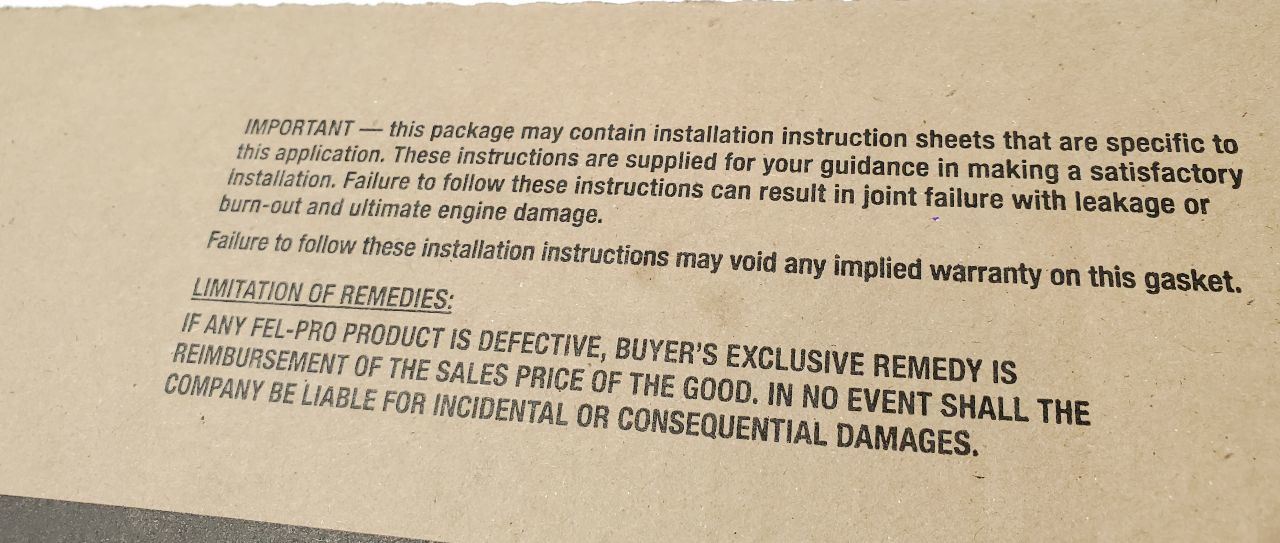 IMPORTANT — this package may contain installation instruction sheets that are specific to
this application. These instructions are supplied for your guidance in making a satisfactory
installation. Failure to follow these instructions can result in joint failure with leakage or
burn-out and ultimate engine damage.
Failure to follow these installation instructions may void any implied warranty on this gasket.
LIMITATION OF REMEDIES:
IF ANY FEL-PRO PRODUCT IS DEFECTIVE, BUYER'S EXCLUSIVE REMEDY IS
REIMBURSEMENT OF THE SALES PRICE OF THE GOOD. IN NO EVENT SHALL THE
COMPANY BE LIABLE FOR INCIDENTAL OR CONSEQUENTIAL DAMAGES.